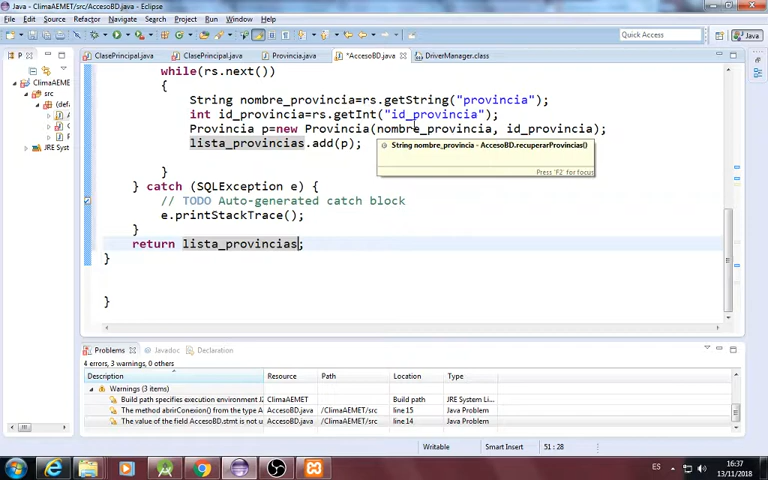 Java - ClimaAEMET/src/AccesoBD.java - Eclipse
File Edit Source Refactor Navigate Search Project Run Window Help
Quick Access
Java
P
ClasePrincipal.java ClasePrincipal.java Provincia.java *AccesoBD.java DriverManager.class
ClimaAEMET
src
(def
JRE Syst
while(rs.next())
{
String nombre_provincia=rs.getString("provincia");
int id_provincia=rs.getInt("id_provincia");
Provincia p=new Provincia(nombre_provincia, id_provincia);
lista_provincias.add(p);
String nombre_provincia - AccesoBD.recuperarProvincias()
Press 'F2' for focus
}
} catch (SQLException e) {
// TODO Auto-generated catch block
e.printStackTrace();
}
return lista_provincias;
}
}
Problems Javadoc Declaration
4 errors, 3 warnings, 0 others
Description Resource Path Location Type
Warnings (3 items)
Build path specifies execution environment J2 ClimaAEMET Build path JRE System Li...
The method abrirConexion() from the type A AccesoBD.java /ClimaAEMET/src line 15 Java Problem
The value of the field AccesoBD.stmt is not u AccesoBD.java /ClimaAEMET/src line 14 Java Problem
Writable Smart Insert 51 : 28
ES
16:37
13/11/2018